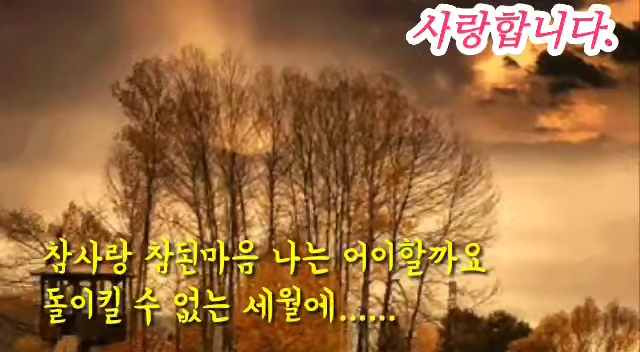 사랑합니다.
참사랑 참된마음 나는 어이할까요
돌이킬 수 없는 세월에......